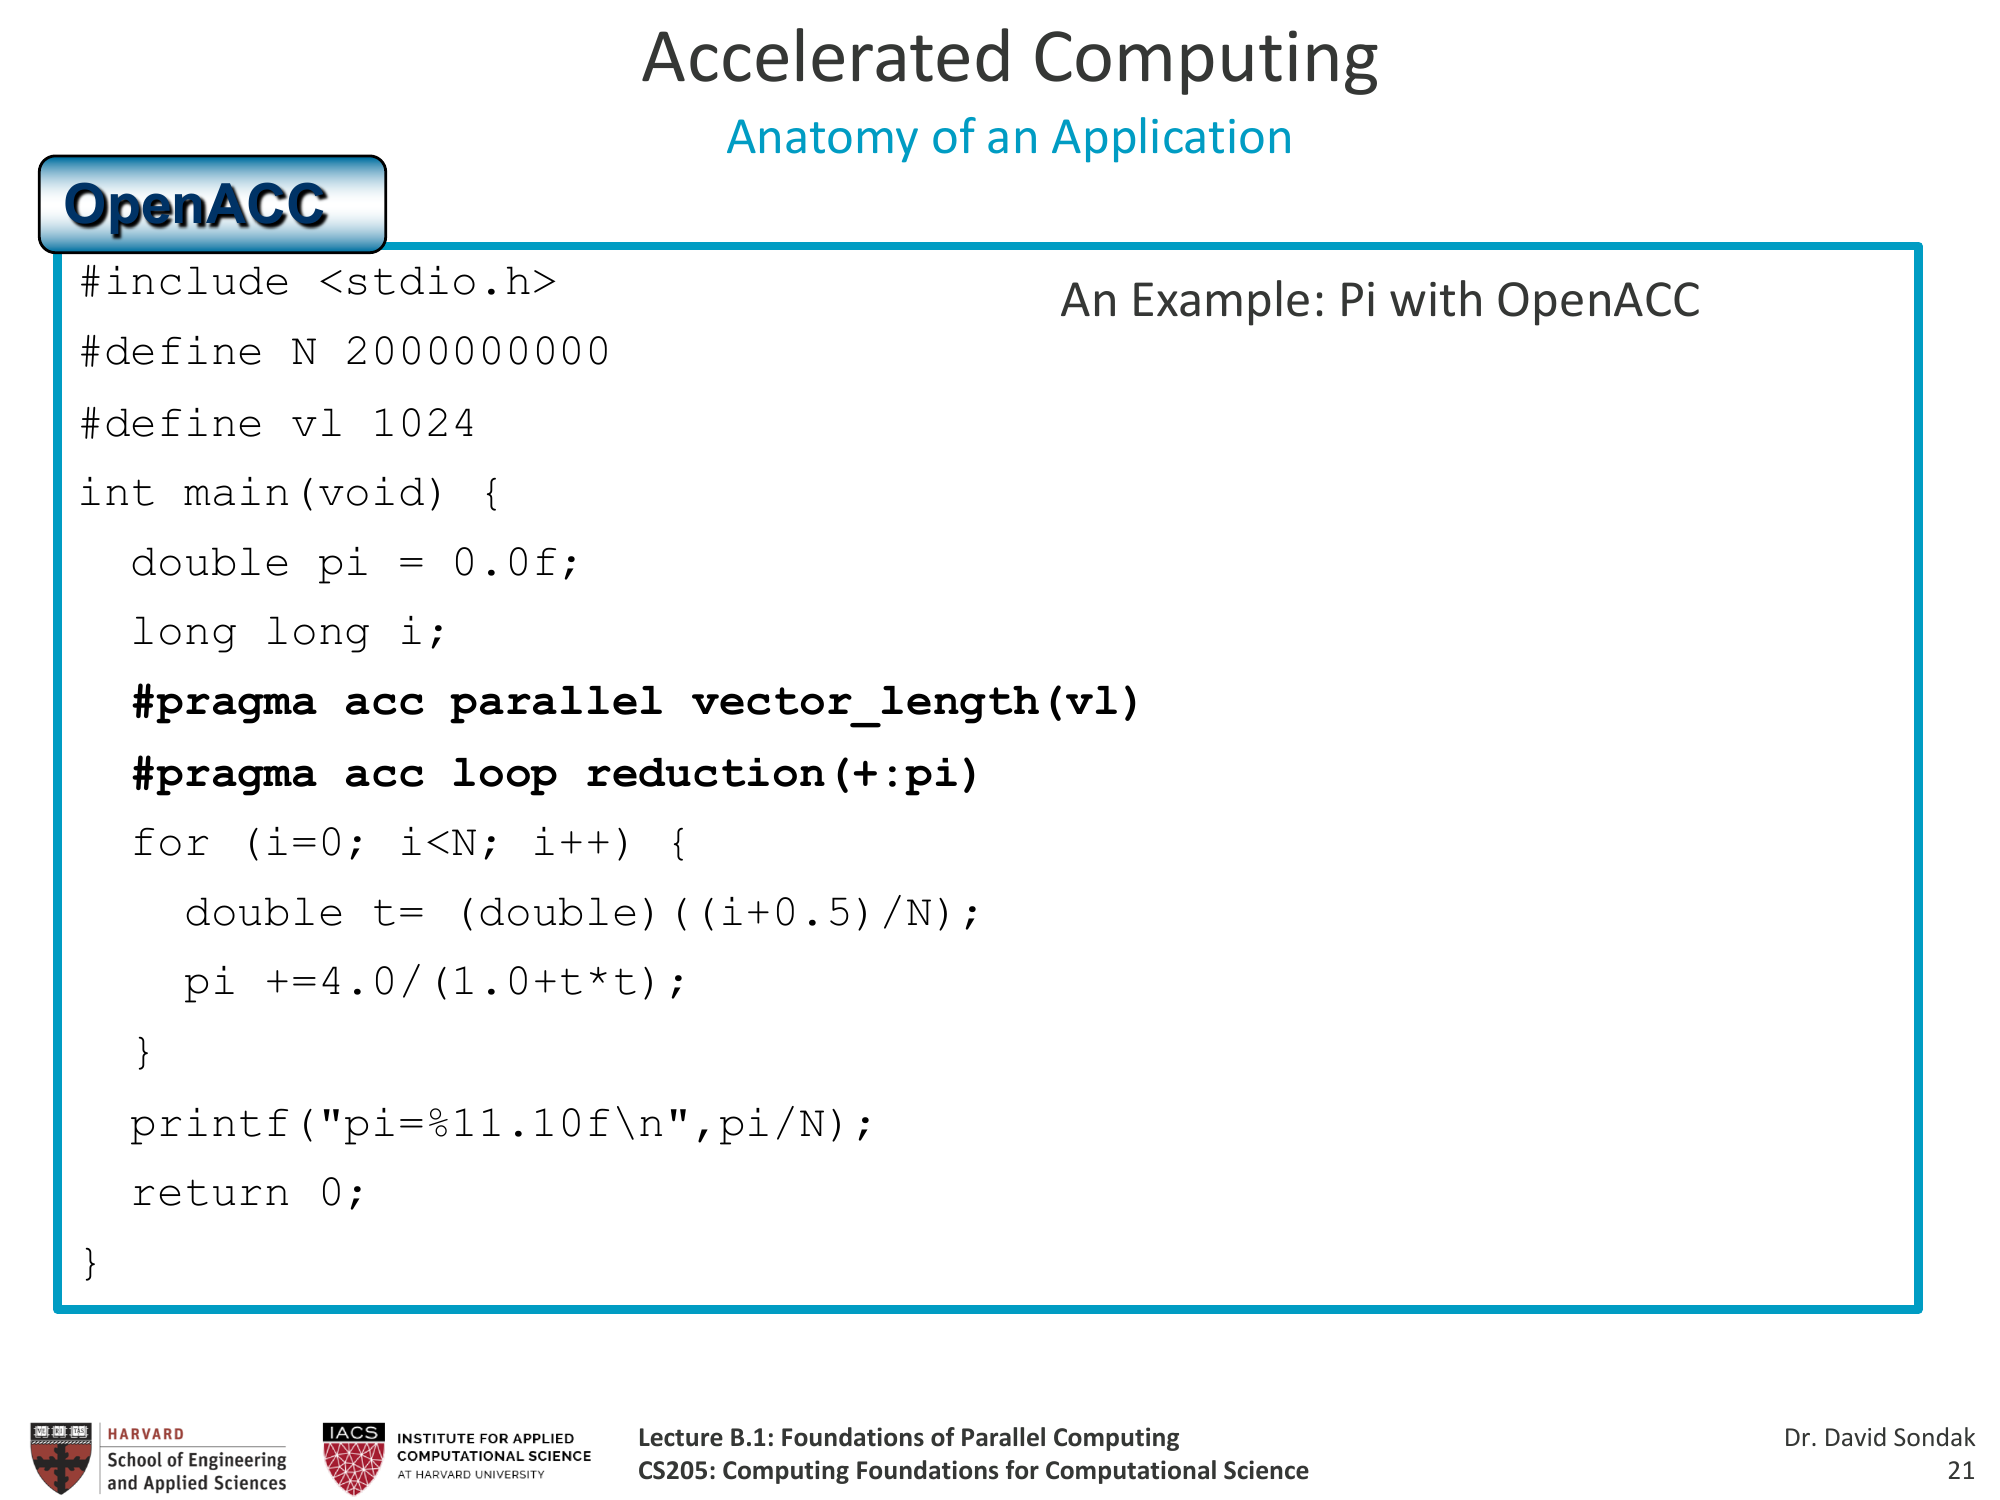 Accelerated Computing
Anatomy of an Application
OpenACC
#include <stdio.h>
An Example: Pi with OpenACC
#define N 2000000000
#define vl 1024
int main(void) {
  double pi = 0.0f;
  long long i;
  #pragma acc parallel vector_length(vl)
  #pragma acc loop reduction(+:pi)
  for (i=0; i<N; i++) {
    double t= (double)((i+0.5)/N);
    pi +=4.0/(1.0+t*t);
  }
  printf("pi=%11.10f\n",pi/N);
  return 0;
}
HARVARD
School of Engineering
and Applied Sciences
IACS
INSTITUTE FOR APPLIED
COMPUTATIONAL SCIENCE
AT HARVARD UNIVERSITY
Lecture B.1: Foundations of Parallel Computing
CS205: Computing Foundations for Computational Science
Dr. David Sondak
21